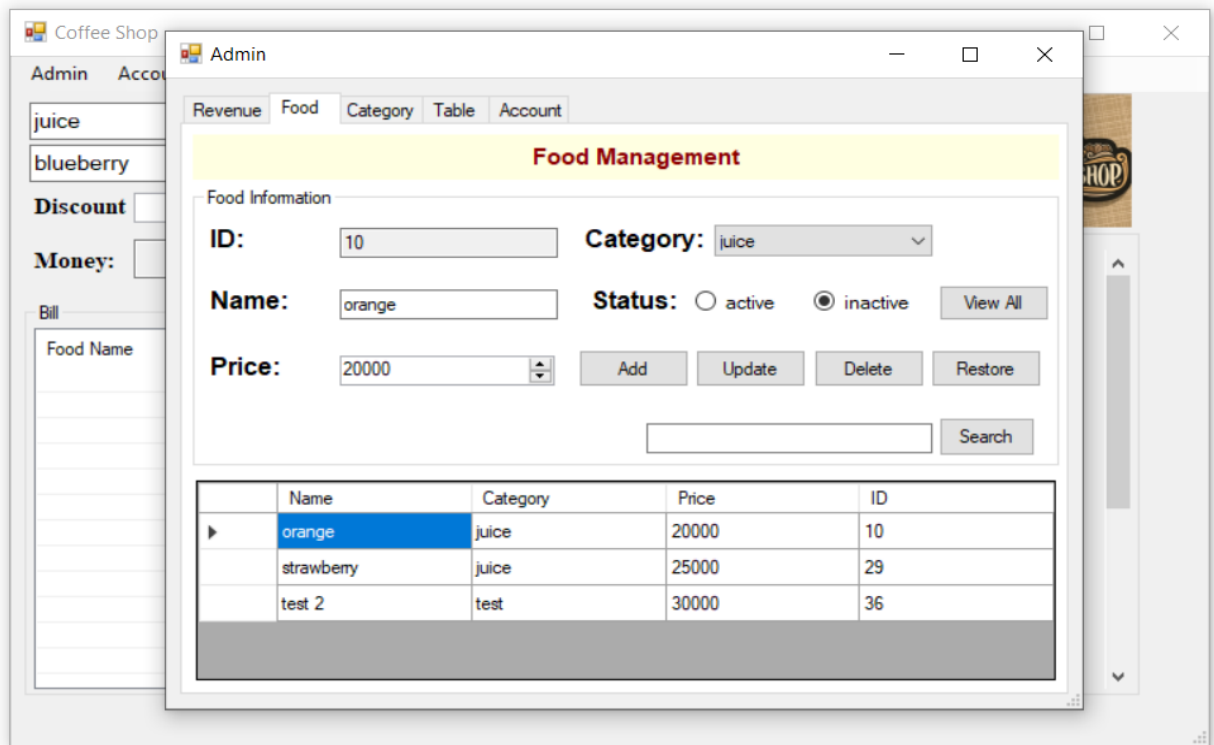 Coffee Shop
Admin
Admin
juice
blueberry
Discount
Money:
Bill
Food Name
SHOP
Revenue Food Category Table Account
Food Management
Food Information
ID: 10 Category: juice
Name: orange Status: active inactive View All
Price: 20000 Add Update Delete Restore
Search
Name Category Price ID
orange juice 20000 10
strawberry juice 25000 29
test 2 test 30000 36